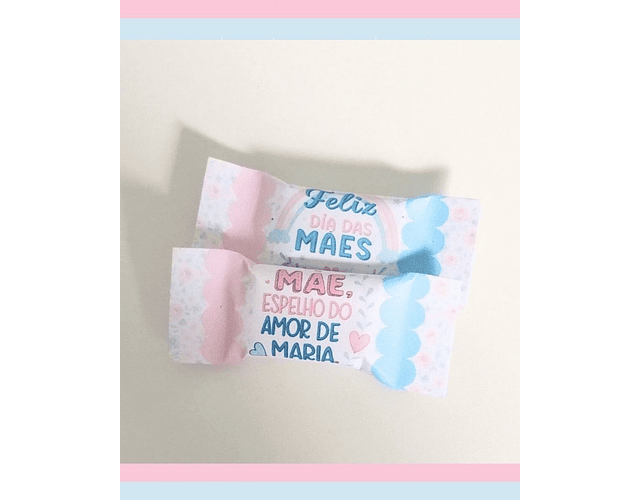 Feliz
DIA DAS
MÃES
MÃE,
ESPELHO DO
AMOR DE
MARIA.